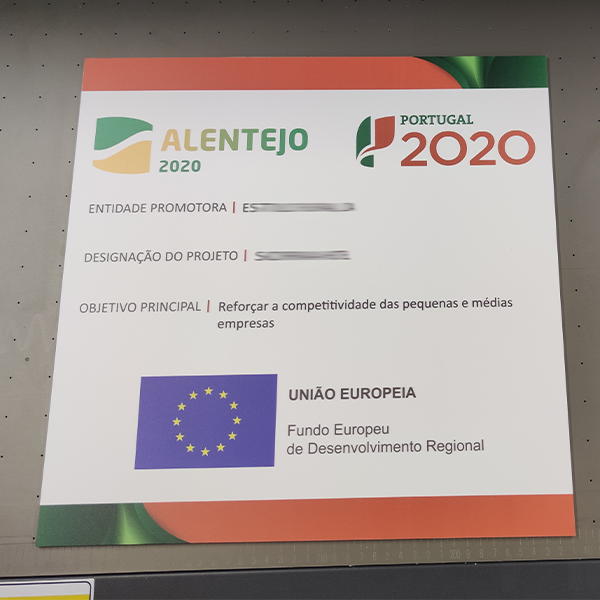 ALENTEJO
2020
PORTUGAL
2020
ENTIDADE PROMOTORA |
DESIGNAÇÃO DO PROJETO |
OBJETIVO PRINCIPAL | Reforçar a competitividade das pequenas e médias
empresas
UNIÃO EUROPEIA
Fundo Europeu
de Desenvolvimento Regional